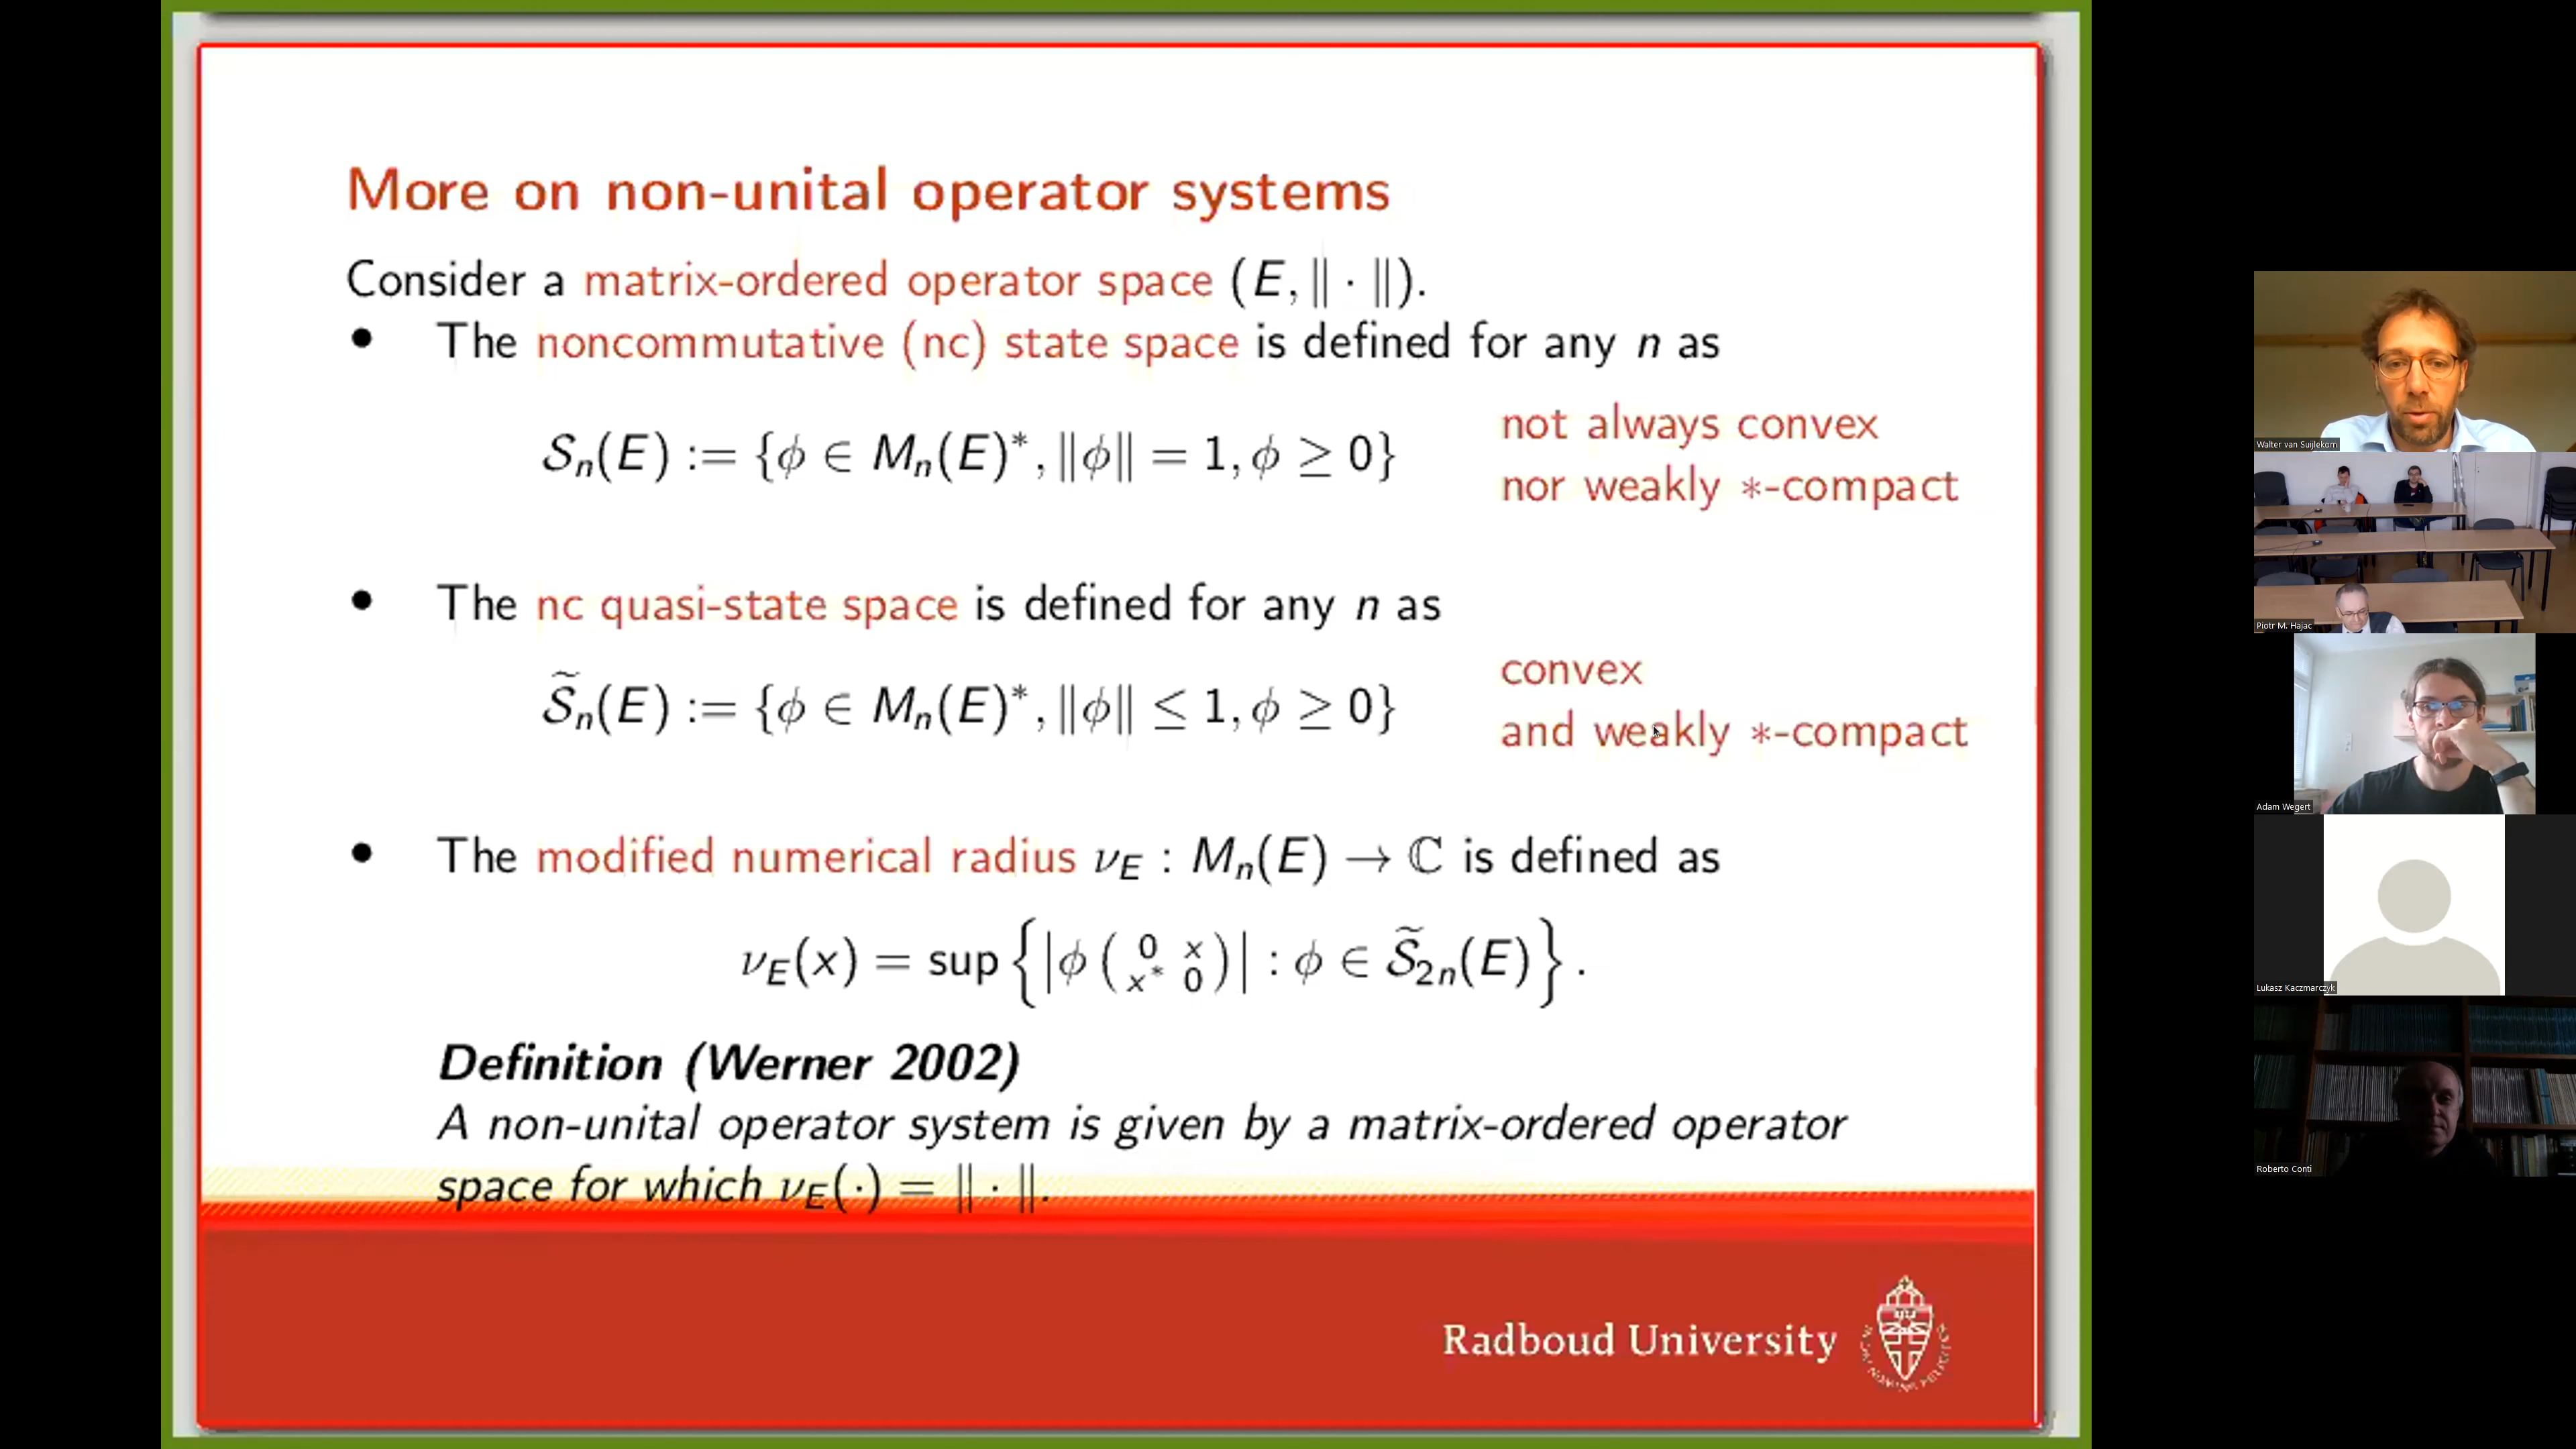 More on non-unital operator systems
Consider a matrix-ordered operator space (E, ‖ · ‖).
• The noncommutative (nc) state space is defined for any n as
𝒮ₙ(E) := {ϕ ∈ Mₙ(E)*, ‖ϕ‖ = 1, ϕ ≥ 0}
not always convex
nor weakly *-compact
• The nc quasi-state space is defined for any n as
𝒮̃ₙ(E) := {ϕ ∈ Mₙ(E)*, ‖ϕ‖ ≤ 1, ϕ ≥ 0}
convex
and weakly *-compact
• The modified numerical radius ν_E : Mₙ(E) → ℂ is defined as
ν_E(x) = sup { |ϕ ( 0 x x* 0 )| : ϕ ∈ 𝒮̃₂ₙ(E) } .
Definition (Werner 2002)
A non-unital operator system is given by a matrix-ordered operator
space for which ν_E(·) = ‖ · ‖.
Radboud University
Walter van Suijlekom
Piotr M. Hajac
Adam Wegert
Lukasz Kaczmarczyk
Roberto Conti